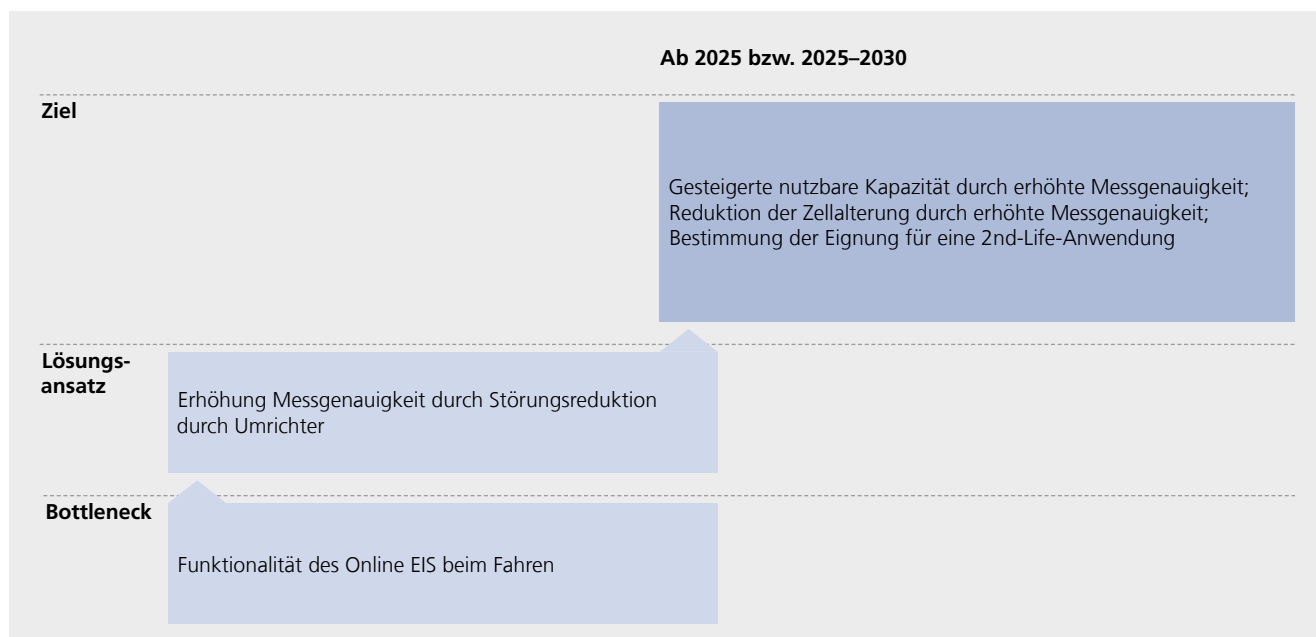 Ab 2025 bzw. 2025–2030
Ziel
Gesteigerte nutzbare Kapazität durch erhöhte Messgenauigkeit;
Reduktion der Zellalterung durch erhöhte Messgenauigkeit;
Bestimmung der Eignung für eine 2nd-Life-Anwendung
Lösungs-
ansatz
Erhöhung Messgenauigkeit durch Störungsreduktion
durch Umrichter
Bottleneck
Funktionalität des Online EIS beim Fahren